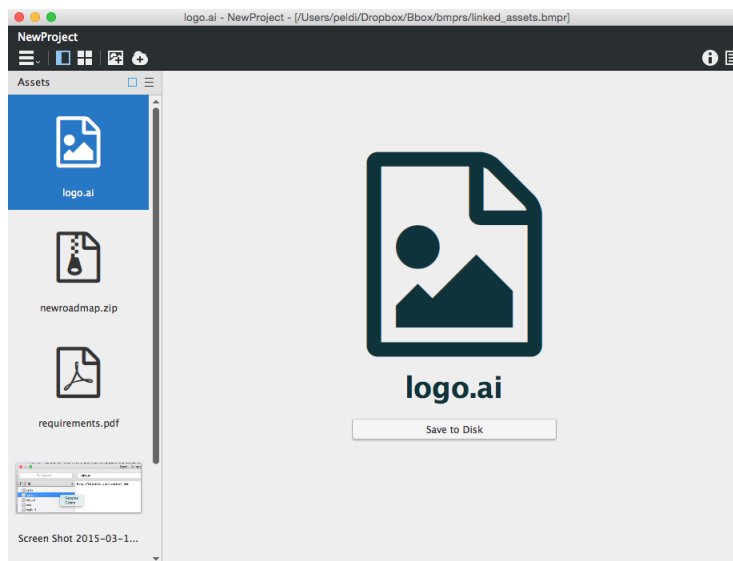 logo.ai - NewProject - [/Users/peldi/Dropbox/Bbox/bmprs/linked_assets.bmpr]
NewProject
Assets
logo.ai
newroadmap.zip
requirements.pdf
Screen Shot 2015-03-1...
logo.ai
Save to Disk